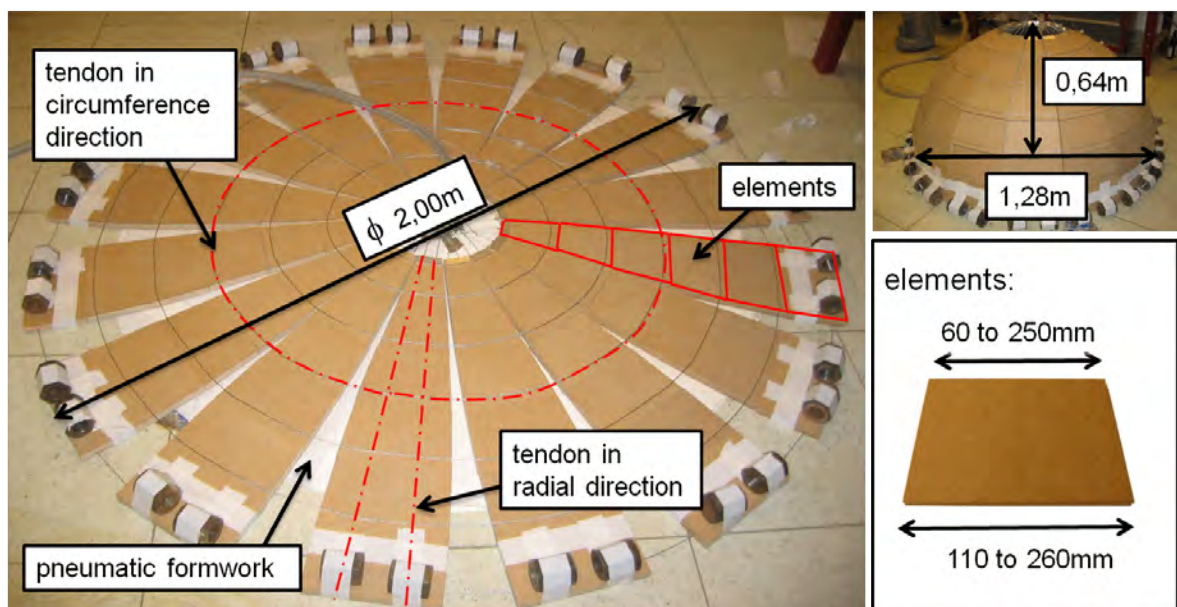 tendon in
circumference
direction
ϕ 2,00m
elements
tendon in
radial direction
pneumatic formwork
0,64m
1,28m
elements:
60 to 250mm
110 to 260mm